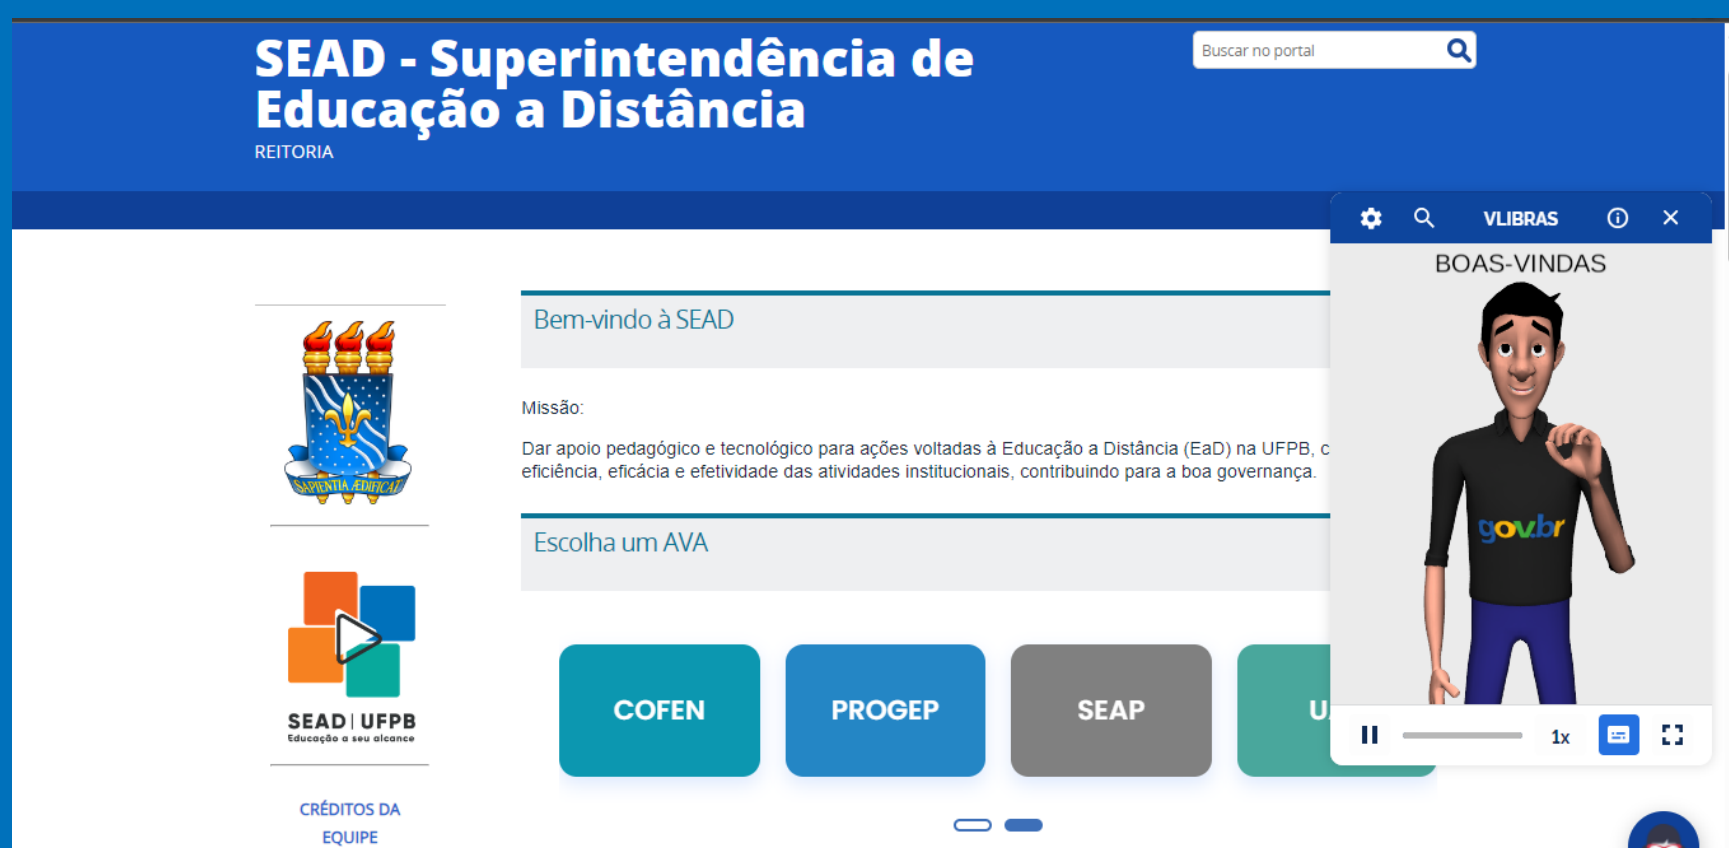 SEAD - Superintendência de
Educação a Distância
REITORIA
Buscar no portal
VLIBRAS
BOAS-VINDAS
gov.br
1x
SAPIENTIA ÆDIFICAT
SEAD | UFPB
Educação a seu alcance
CRÉDITOS DA
EQUIPE
Bem-vindo à SEAD
Missão:
Dar apoio pedagógico e tecnológico para ações voltadas à Educação a Distância (EaD) na UFPB, c
eficiência, eficácia e efetividade das atividades institucionais, contribuindo para a boa governança.
Escolha um AVA
COFEN
PROGEP
SEAP